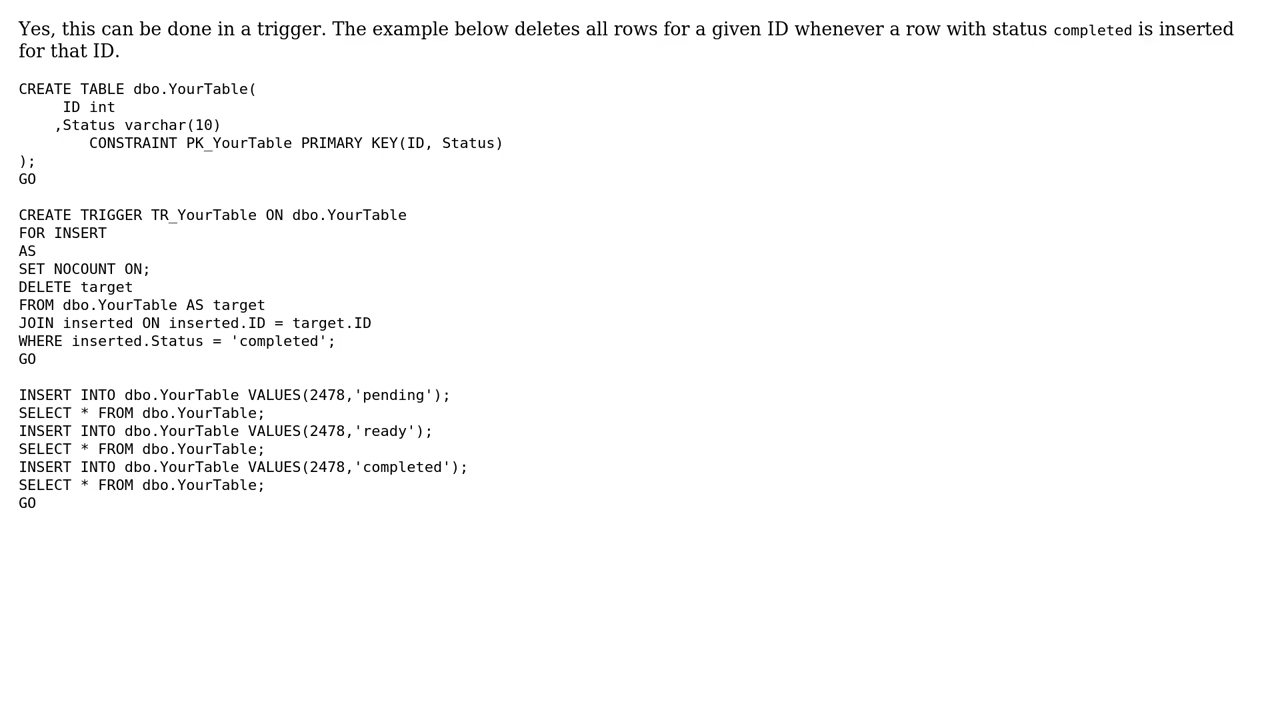 Yes, this can be done in a trigger. The example below deletes all rows for a given ID whenever a row with status completed is inserted
for that ID.
CREATE TABLE dbo.YourTable(
     ID int
    ,Status varchar(10)
        CONSTRAINT PK_YourTable PRIMARY KEY(ID, Status)
);
GO

CREATE TRIGGER TR_YourTable ON dbo.YourTable
FOR INSERT
AS
SET NOCOUNT ON;
DELETE target
FROM dbo.YourTable AS target
JOIN inserted ON inserted.ID = target.ID
WHERE inserted.Status = 'completed';
GO

INSERT INTO dbo.YourTable VALUES(2478,'pending');
SELECT * FROM dbo.YourTable;
INSERT INTO dbo.YourTable VALUES(2478,'ready');
SELECT * FROM dbo.YourTable;
INSERT INTO dbo.YourTable VALUES(2478,'completed');
SELECT * FROM dbo.YourTable;
GO